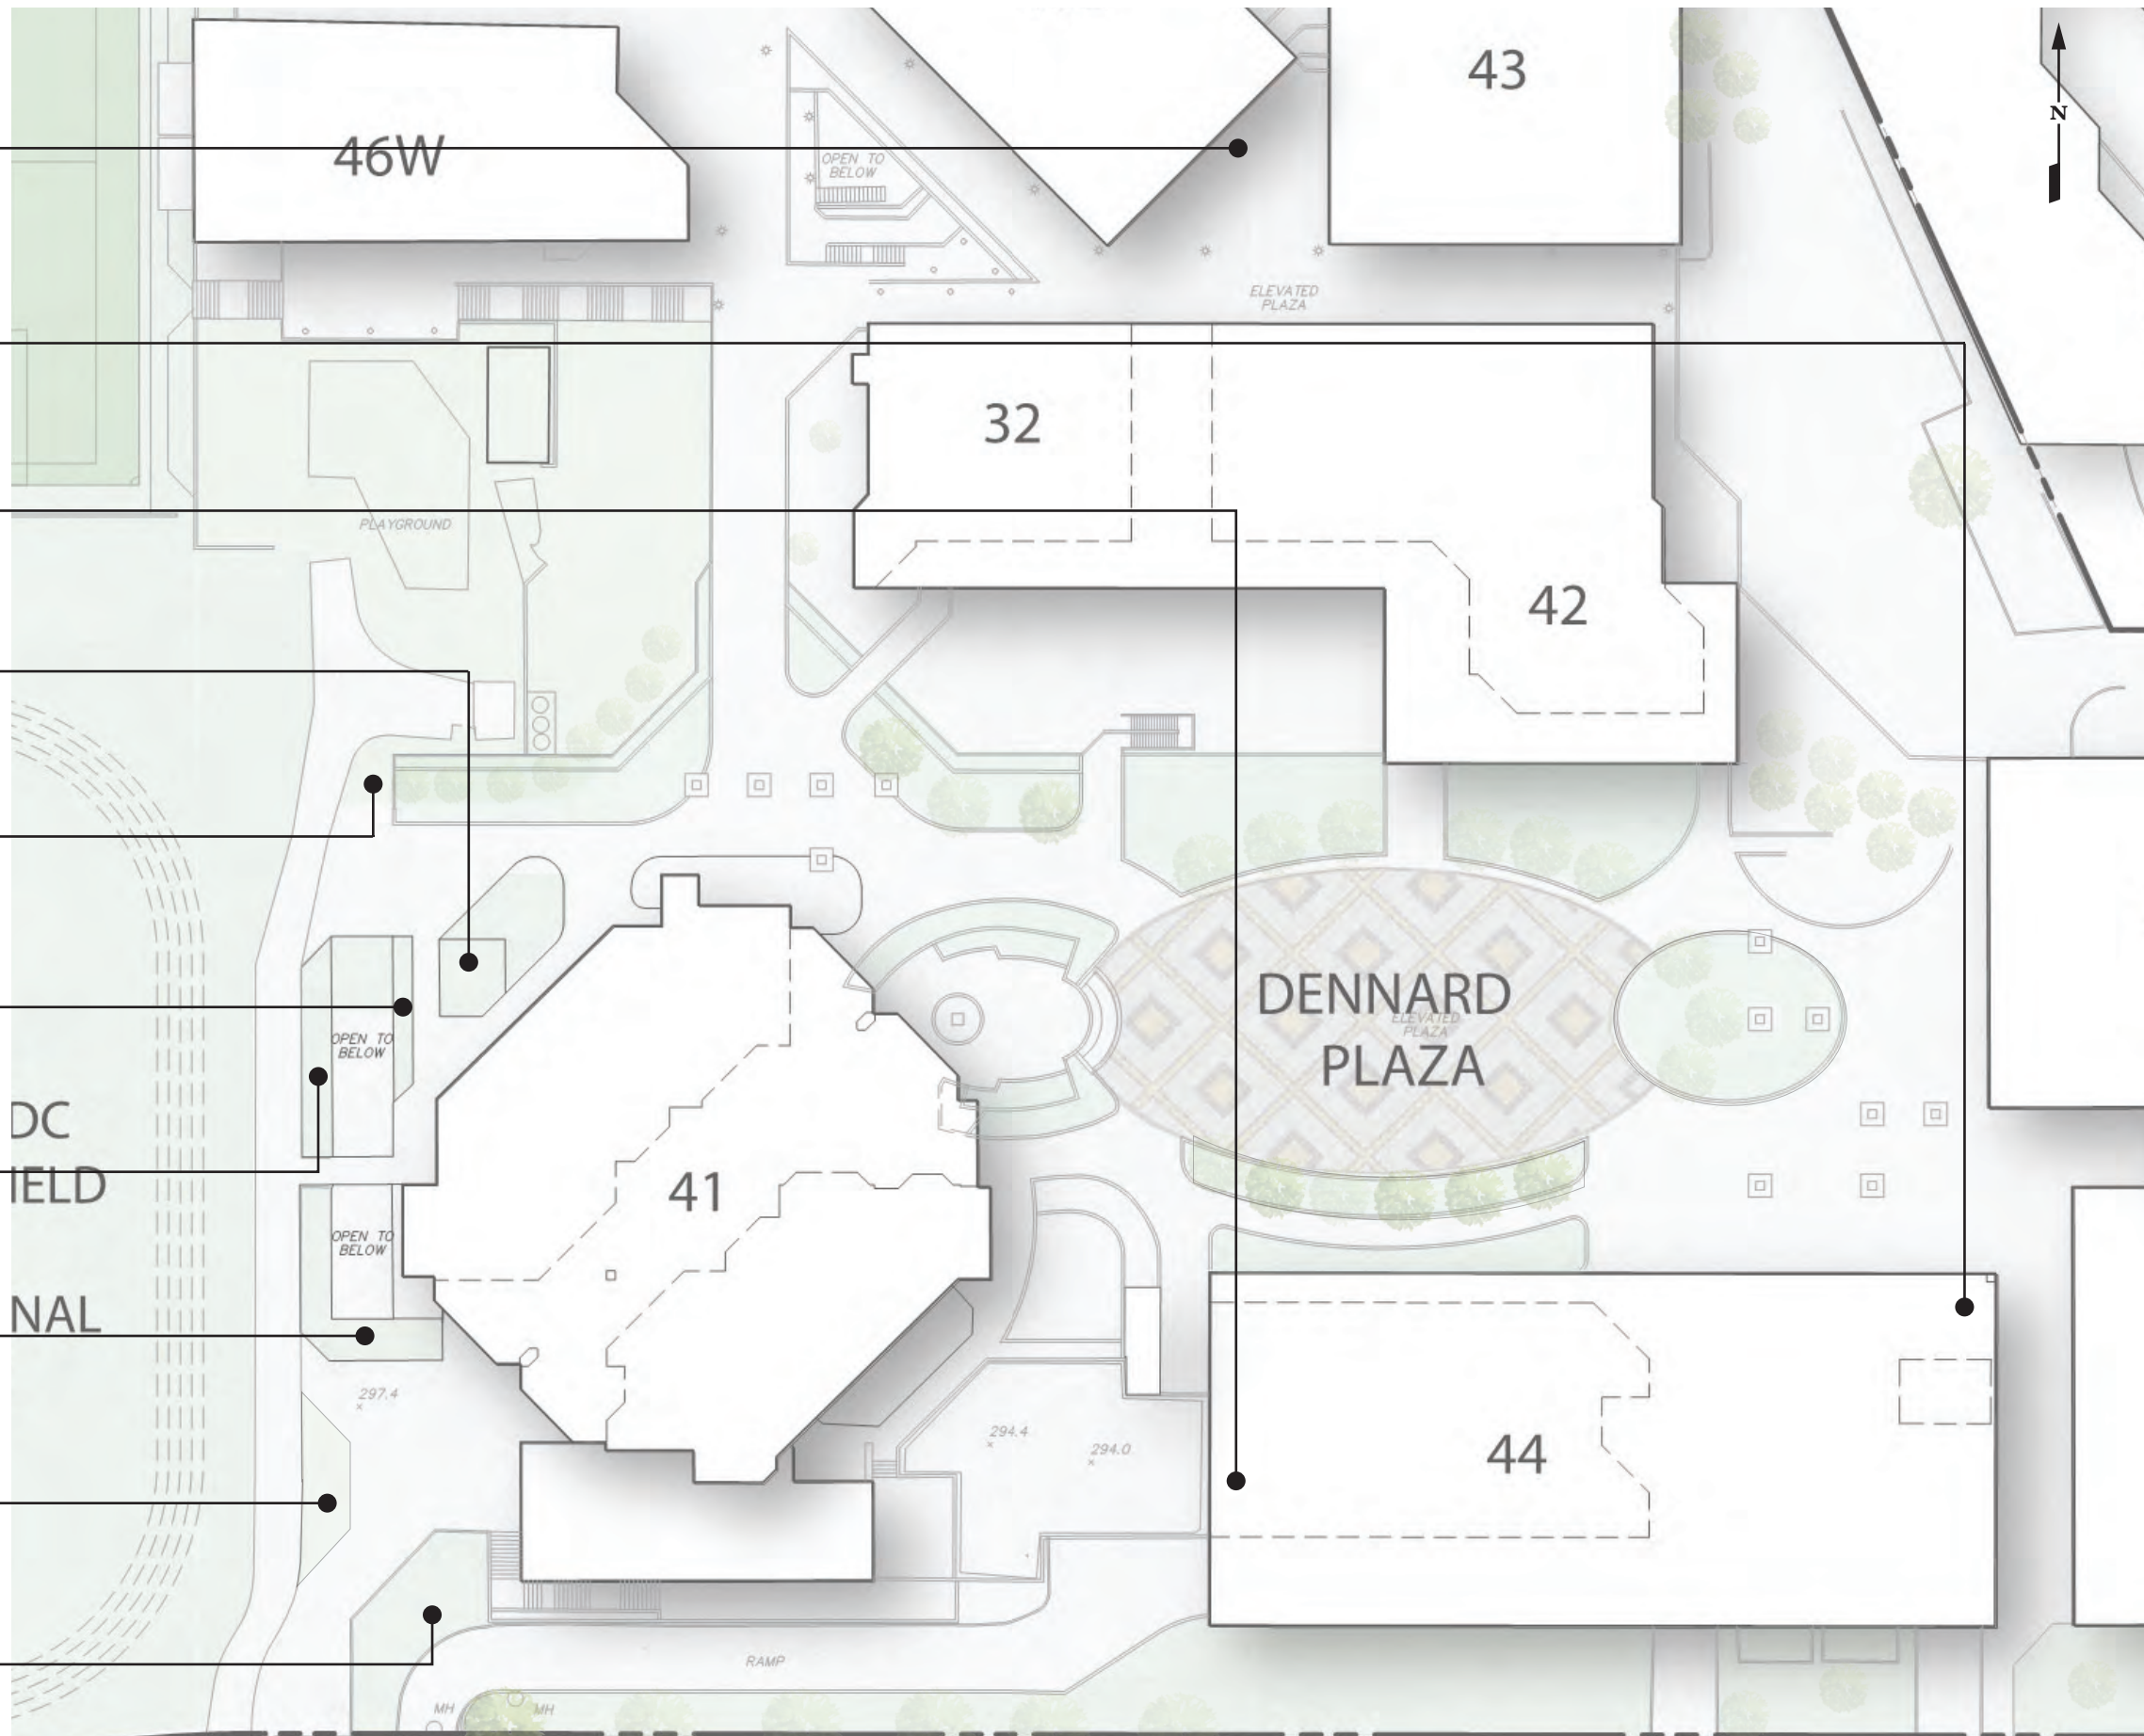 43
46W
OPEN TO
BELOW
N
ELEVATED
PLAZA
32
PLAYGROUND
42
DENNARD
ELEVATED
PLAZA
PLAZA
OPEN TO
BELOW
DC
IELD
41
OPEN TO
BELOW
NAL
297.4
294.4
294.0
44
RAMP
MH
MH